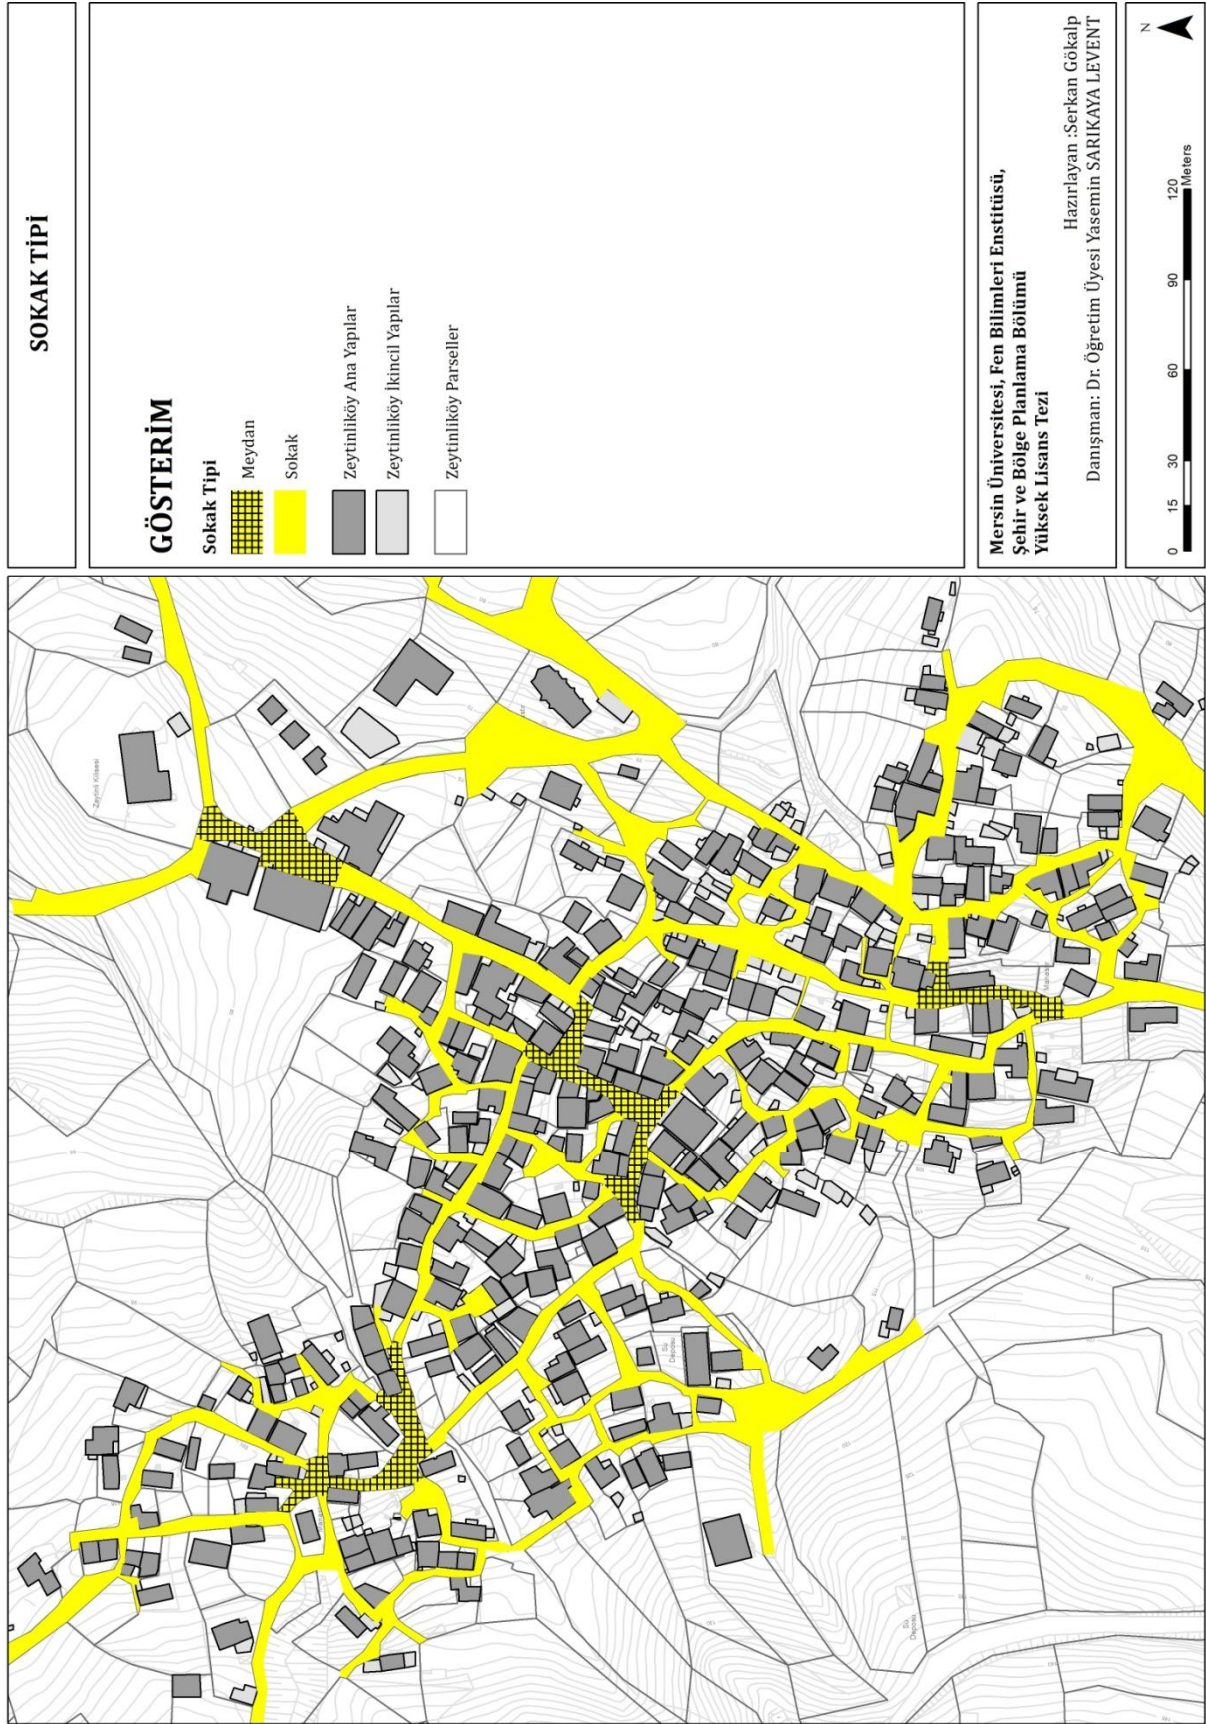 SOKAK TİPİ
GÖSTERİM
Sokak Tipi
Meydan
Sokak
Zeytinliköy Ana Yapılar
Zeytinliköy İkincil Yapılar
Zeytinliköy Parseller
Mersin Üniversitesi, Fen Bilimleri Enstitüsü,
Şehir ve Bölge Planlama Bölümü
Yüksek Lisans Tezi
Hazırlayan :Serkan Gökalp
Danışman: Dr. Öğretim Üyesi Yasemin SARIKAYA LEVENT
N
0 15 30 60 90 120
Meters
Zeytinli Kilisesi
Su
Deposu
Su
Deposu